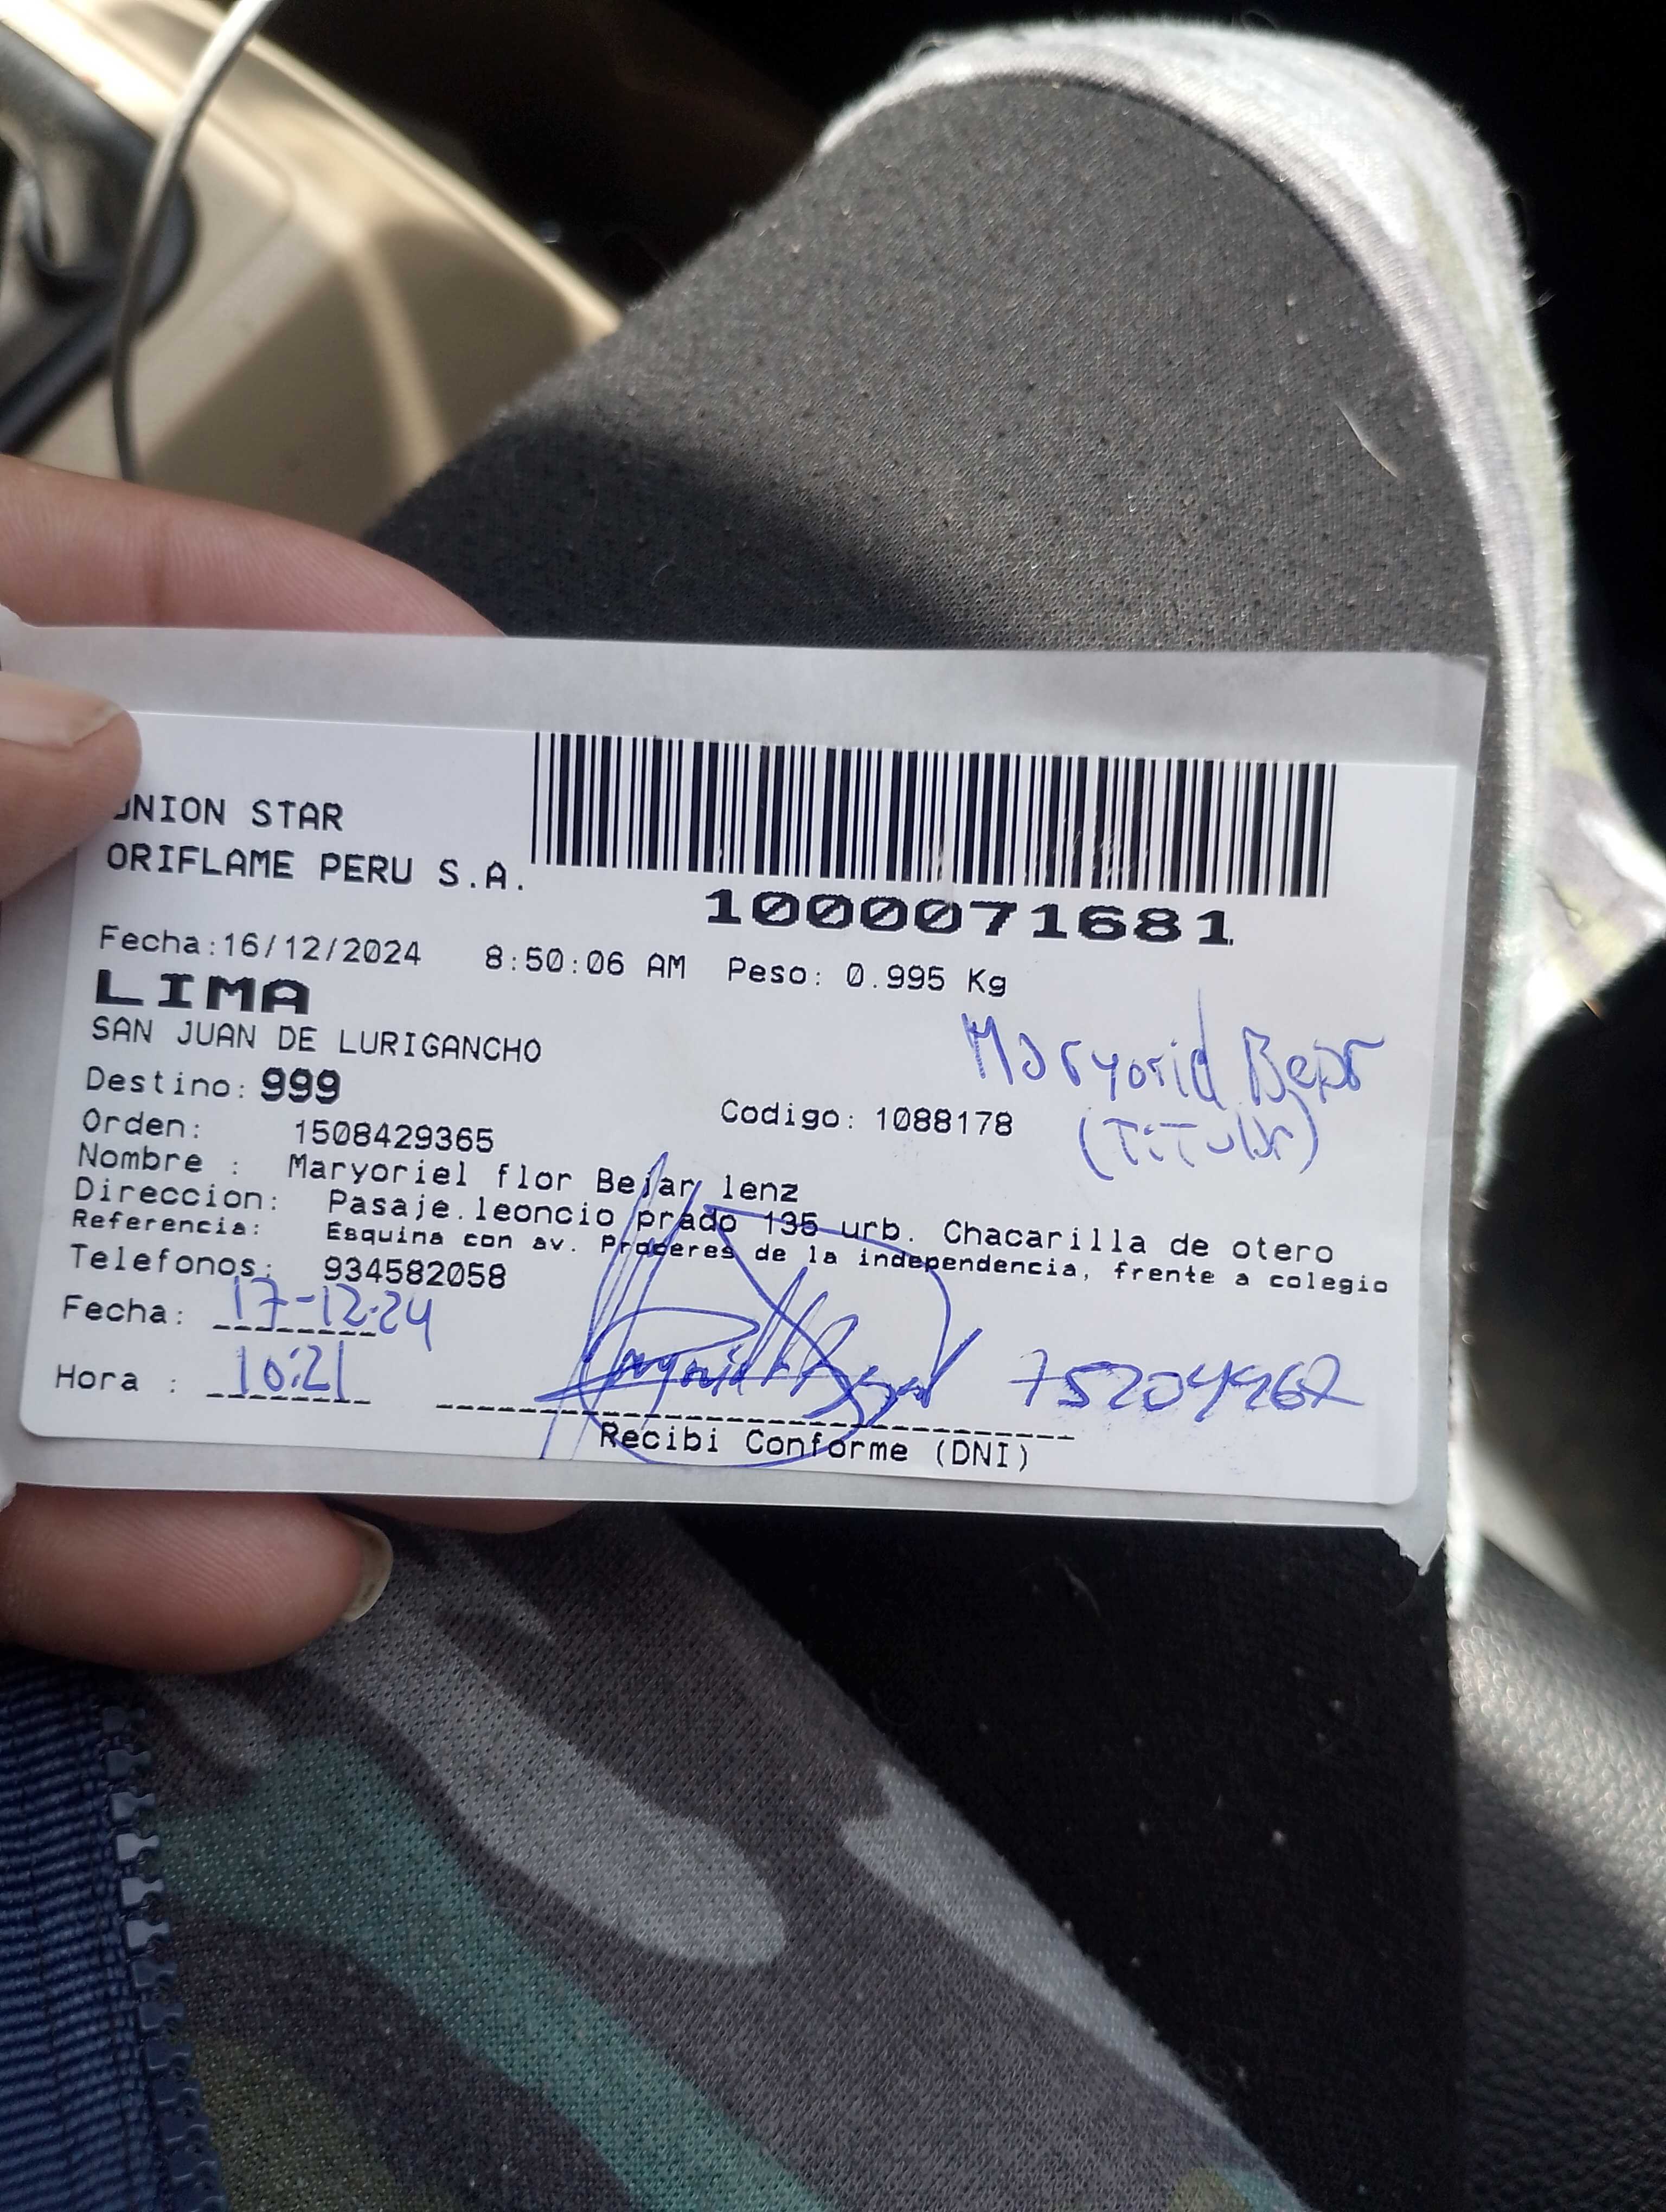 UNION STAR
ORIFLAME PERU S.A.
1000071681
Fecha:16/12/2024 8:50:06 AM Peso: 0.995 Kg
LIMA
SAN JUAN DE LURIGANCHO
Destino: 999
Maryorid Bejar
Orden: 1508429365 Codigo: 1088178
(TiTular)
Nombre : Maryoriel flor Bejar lenz
Direccion: Pasaje.leoncio prado 135 urb. Chacarilla de otero
Referencia: Esquina con av. Proceres de la independencia, frente a colegio
Telefonos: 934582058
Fecha: 17-12-24
Hora : 10:21
Recibi Conforme (DNI)